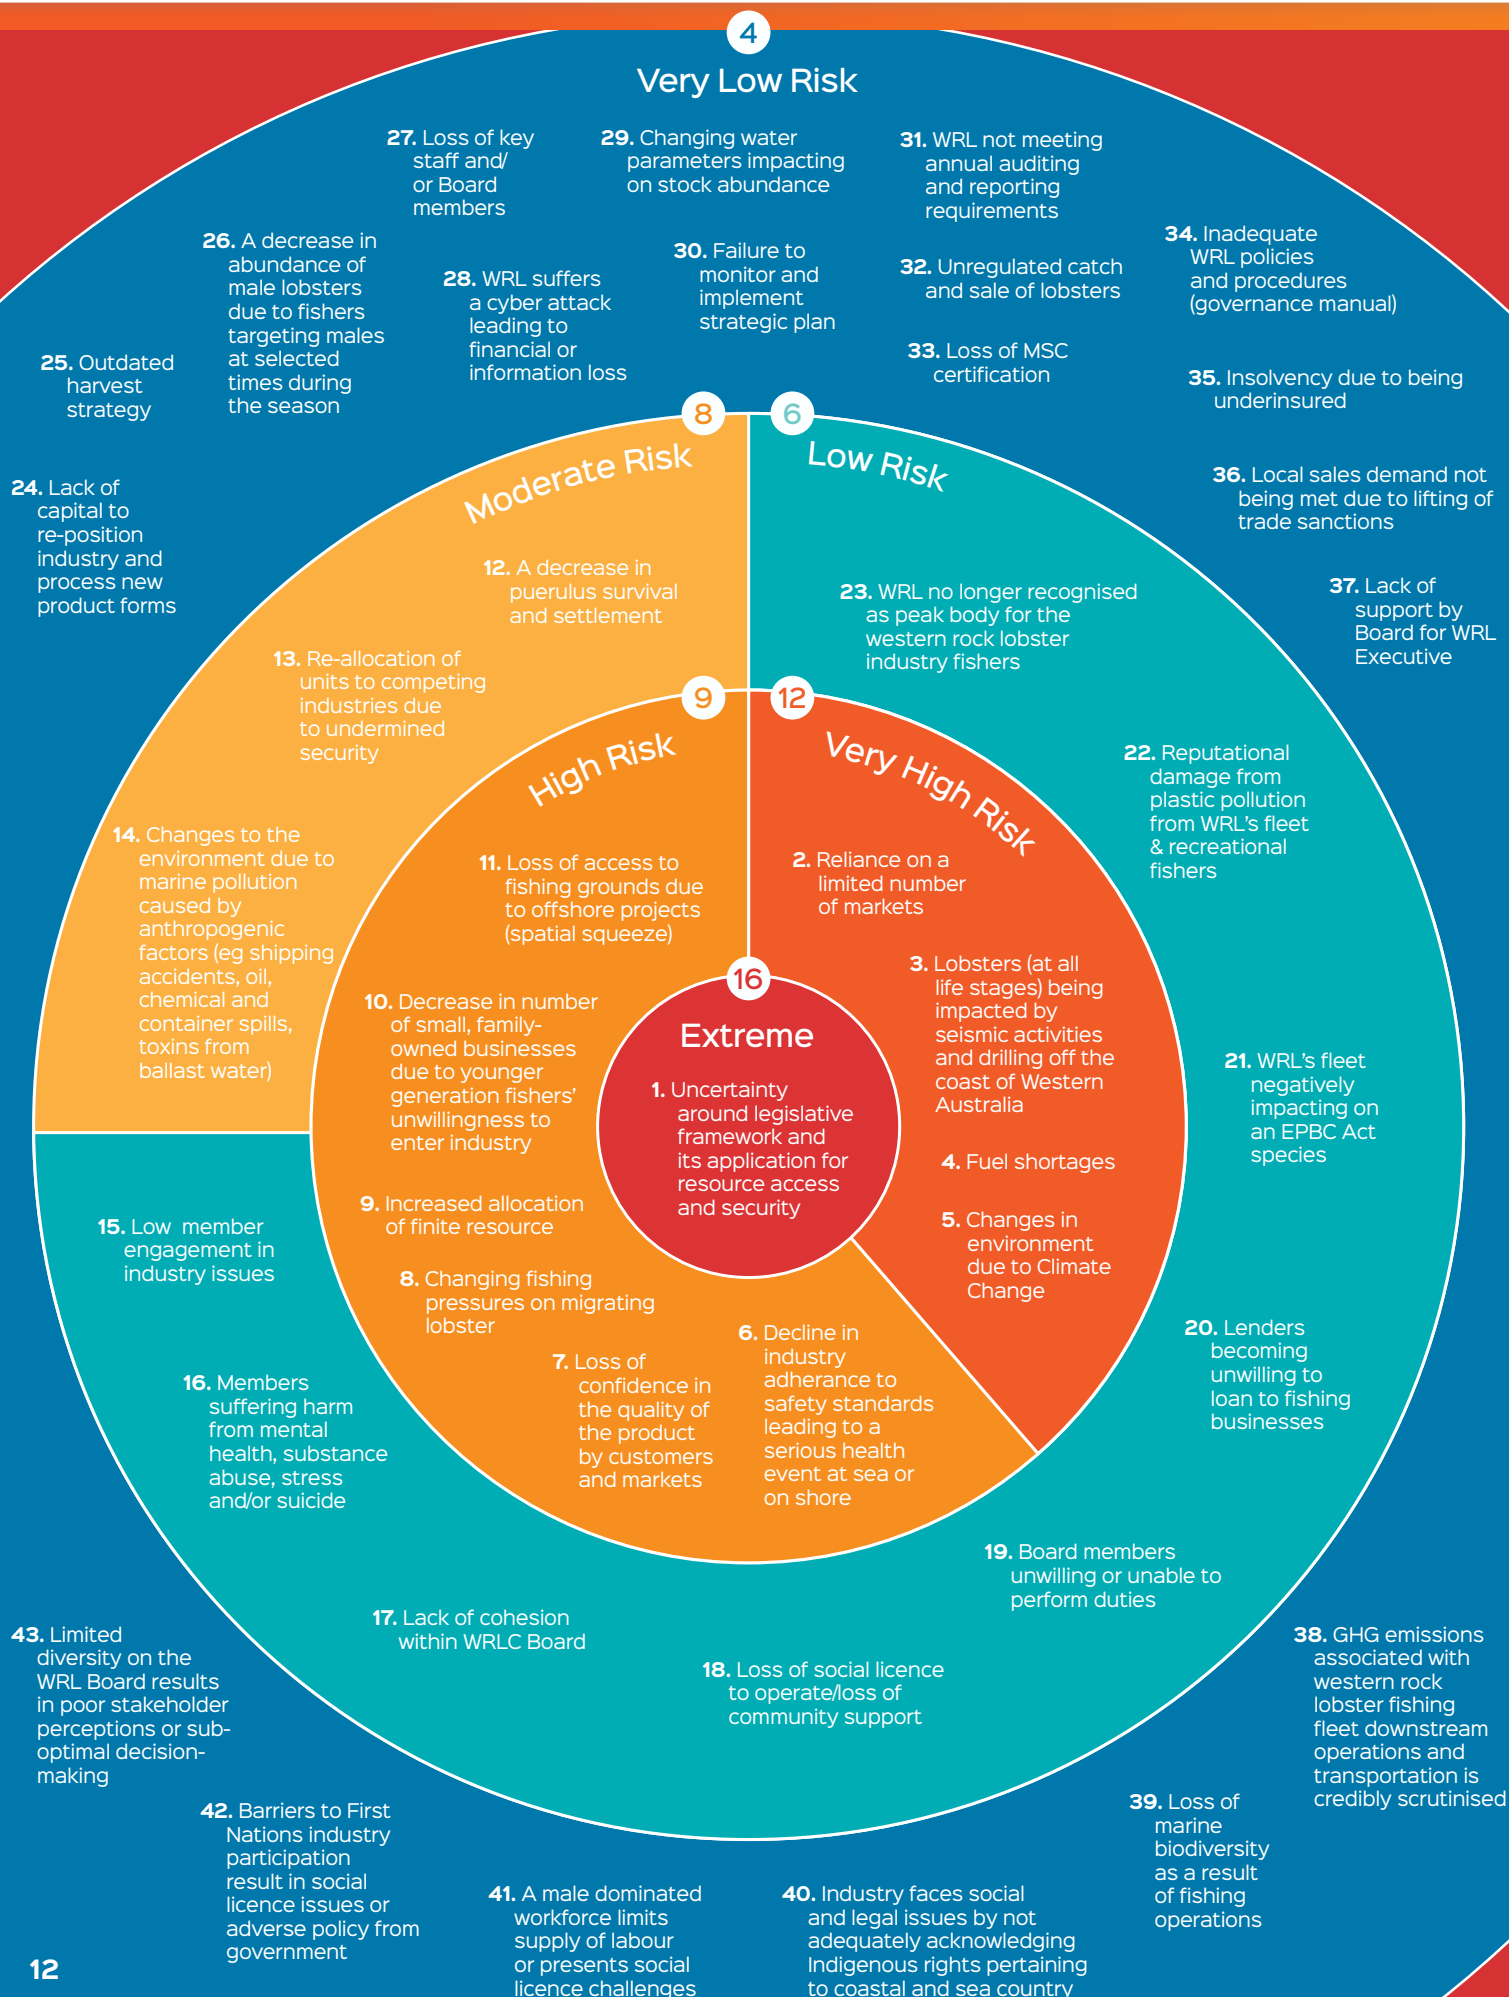 4
Very Low Risk
27. Loss of key
staff and/
or Board
members
29. Changing water
parameters impacting
on stock abundance
31. WRL not meeting
annual auditing
and reporting
requirements
26. A decrease in
abundance of
male lobsters
due to fishers
targeting males
at selected
times during
the season
28. WRL suffers
a cyber attack
leading to
financial or
information loss
30. Failure to
monitor and
implement
strategic plan
32. Unregulated catch
and sale of lobsters
34. Inadequate
WRL policies
and procedures
(governance manual)
33. Loss of MSC
certification
25. Outdated
harvest
strategy
35. Insolvency due to being
underinsured
24. Lack of
capital to
re-position
industry and
process new
product forms
36. Local sales demand not
being met due to lifting of
trade sanctions
37. Lack of
support by
Board for WRL
Executive
8
Moderate Risk
12. A decrease in
puerulus survival
and settlement
13. Re-allocation of
units to competing
industries due
to undermined
security
14. Changes to the
environment due to
marine pollution
caused by
anthropogenic
factors (eg shipping
accidents, oil,
chemical and
container spills,
toxins from
ballast water)
6
Low Risk
23. WRL no longer recognised
as peak body for the
western rock lobster
industry fishers
22. Reputational
damage from
plastic pollution
from WRL's fleet
& recreational
fishers
21. WRL's fleet
negatively
impacting on
an EPBC Act
species
20. Lenders
becoming
unwilling to
loan to fishing
businesses
19. Board members
unwilling or unable to
perform duties
18. Loss of social licence
to operate/loss of
community support
17. Lack of cohesion
within WRLC Board
16. Members
suffering harm
from mental
health, substance
abuse, stress
and/or suicide
15. Low  member
engagement in
industry issues
9
High Risk
11. Loss of access to
fishing grounds due
to offshore projects
(spatial squeeze)
10. Decrease in number
of small, family-
owned businesses
due to younger
generation fishers'
unwillingness to
enter industry
9. Increased allocation
of finite resource
8. Changing fishing
pressures on migrating
lobster
7. Loss of
confidence in
the quality of
the product
by customers
and markets
6. Decline in
industry
adherance to
safety standards
leading to a
serious health
event at sea or
on shore
12
Very High Risk
2. Reliance on a
limited number
of markets
3. Lobsters (at all
life stages) being
impacted by
seismic activities
and drilling off the
coast of Western
Australia
4. Fuel shortages
5. Changes in
environment
due to Climate
Change
16
Extreme
1. Uncertainty
around legislative
framework and
its application for
resource access
and security
43. Limited
diversity on the
WRL Board results
in poor stakeholder
perceptions or sub-
optimal decision-
making
42. Barriers to First
Nations industry
participation
result in social
licence issues or
adverse policy from
government
41. A male dominated
workforce limits
supply of labour
or presents social
licence challenges
40. Industry faces social
and legal issues by not
adequately acknowledging
Indigenous rights pertaining
to coastal and sea country
39. Loss of
marine
biodiversity
as a result
of fishing
operations
38. GHG emissions
associated with
western rock
lobster fishing
fleet downstream
operations and
transportation is
credibly scrutinised
12